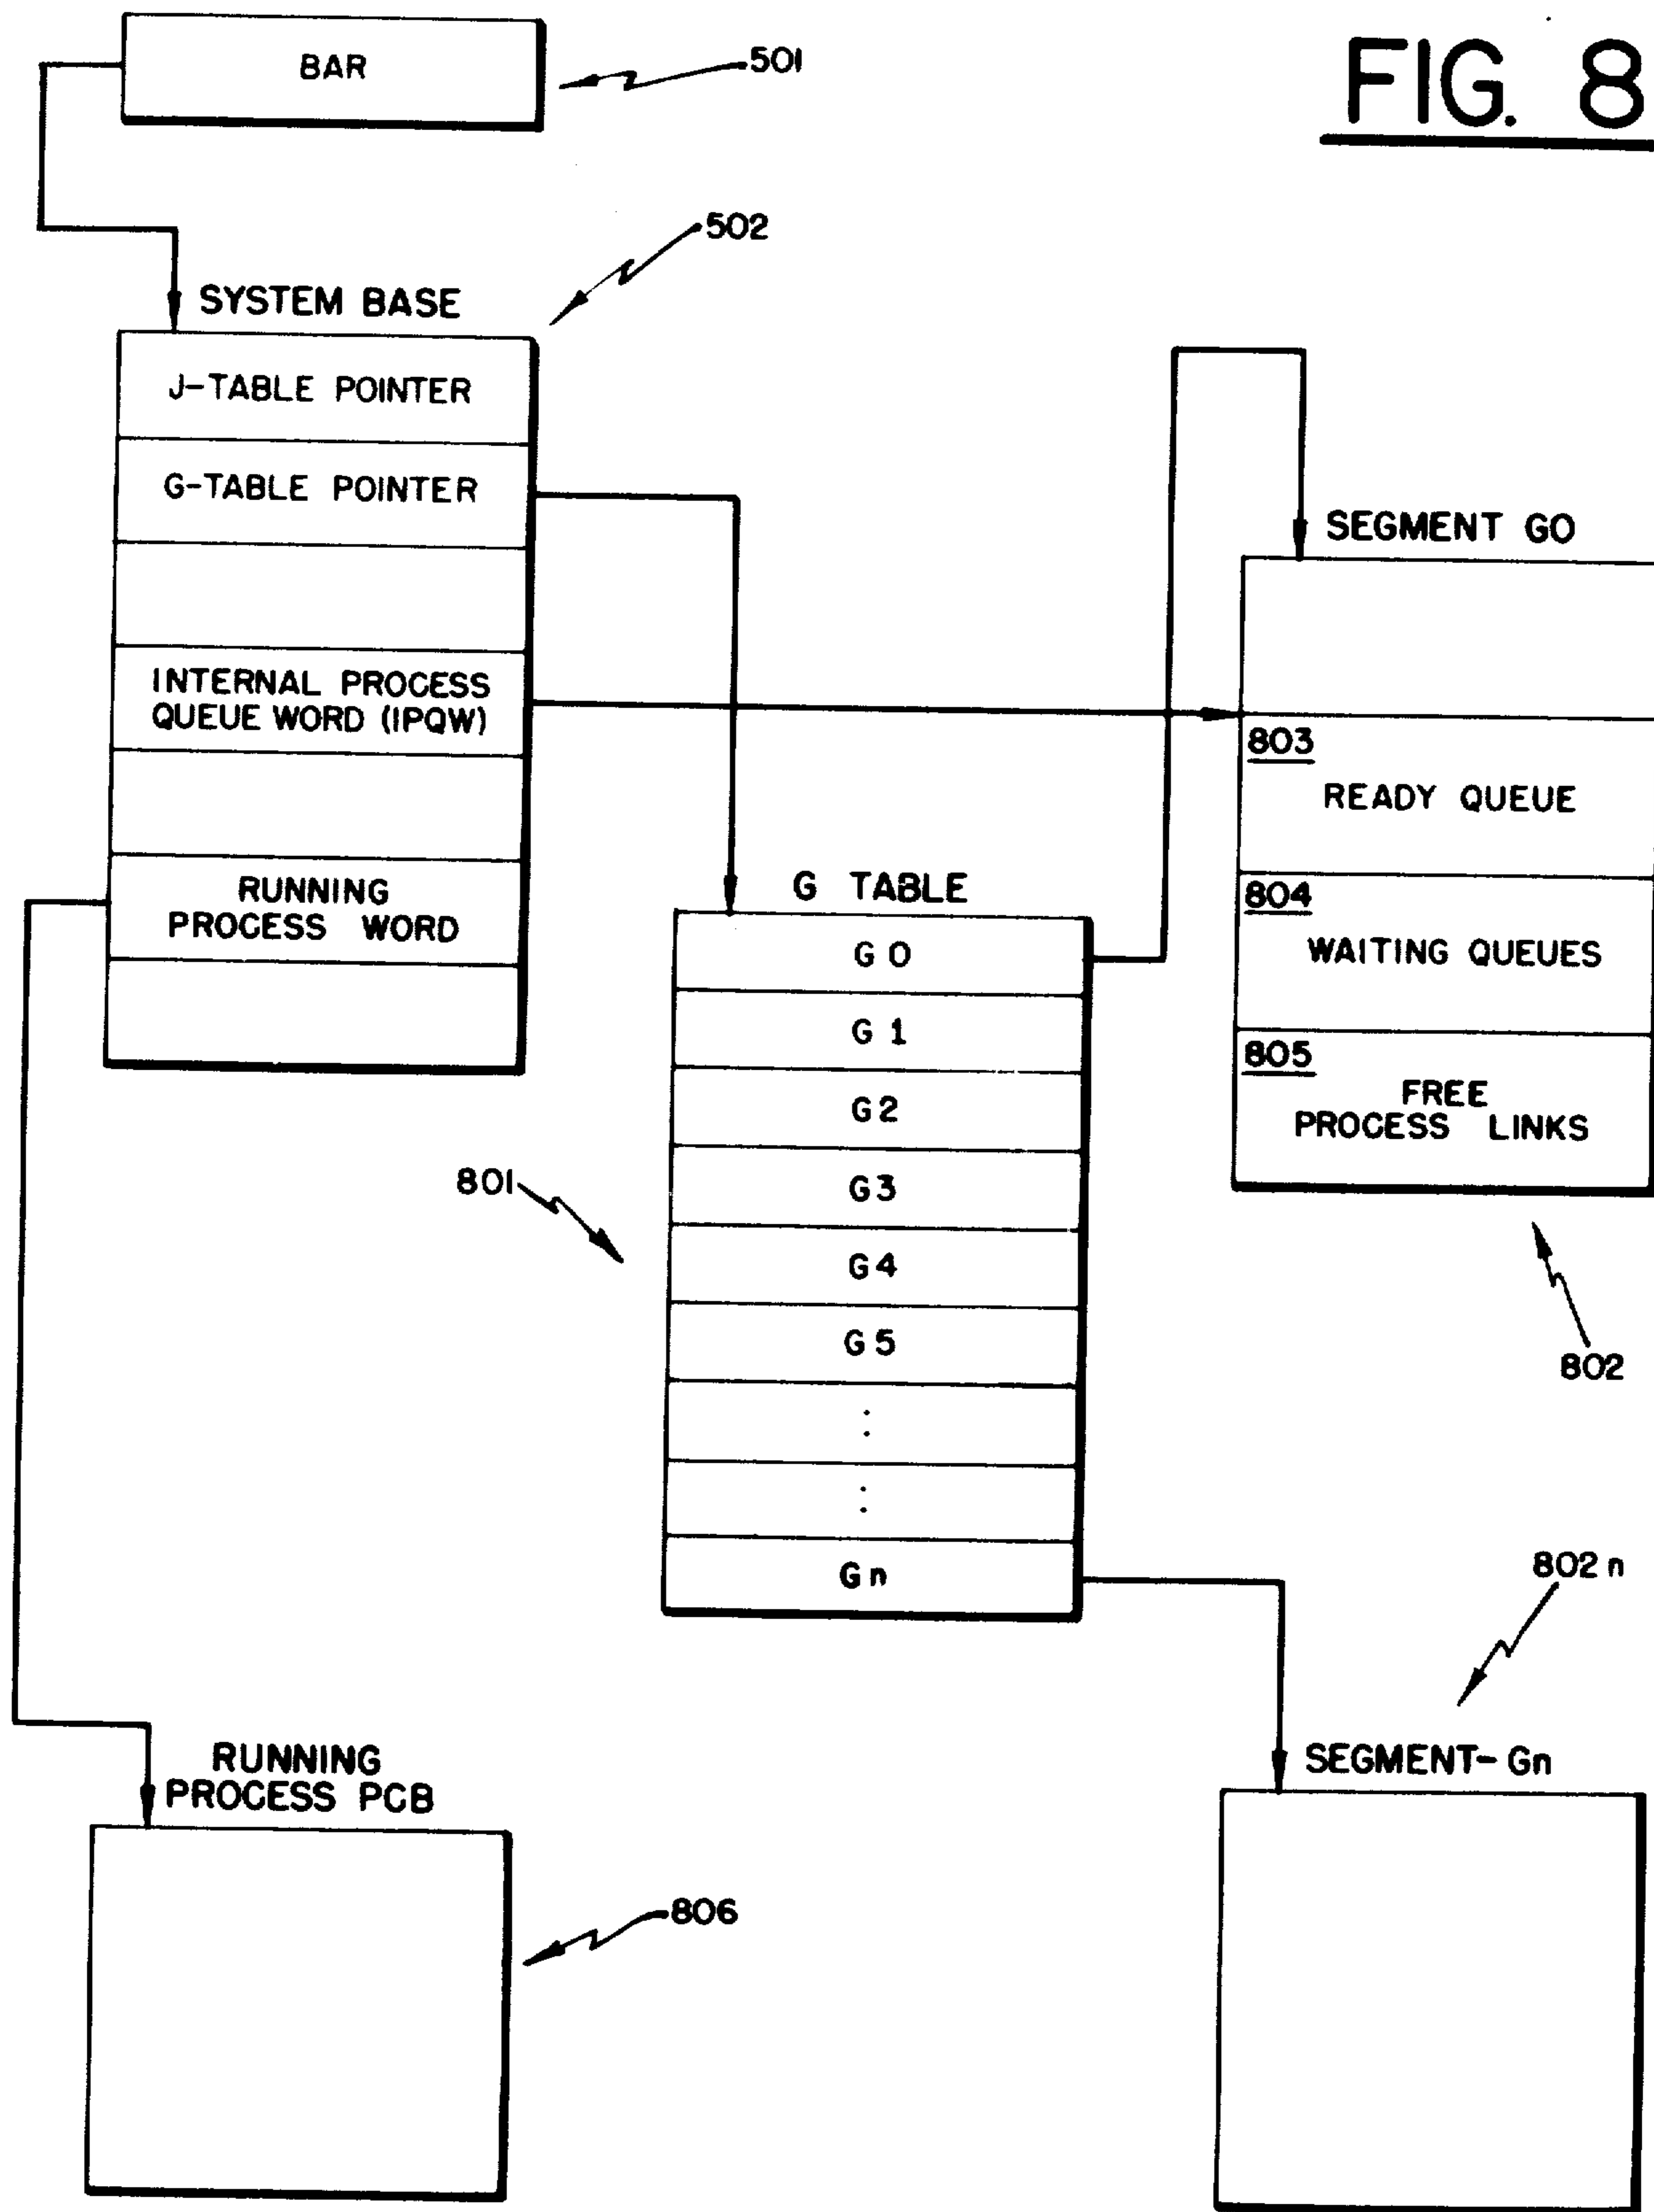 FIG. 8
BAR
501
502
SYSTEM BASE
J-TABLE POINTER
G-TABLE POINTER
INTERNAL PROCESS
QUEUE WORD (IPQW)
RUNNING
PROCESS WORD
SEGMENT G0
803
READY QUEUE
804
WAITING QUEUES
805
FREE
PROCESS LINKS
802
G TABLE
G 0
G 1
G 2
G 3
G 4
G 5
:
:
Gn
801
802n
RUNNING
PROCESS PCB
806
SEGMENT-Gn